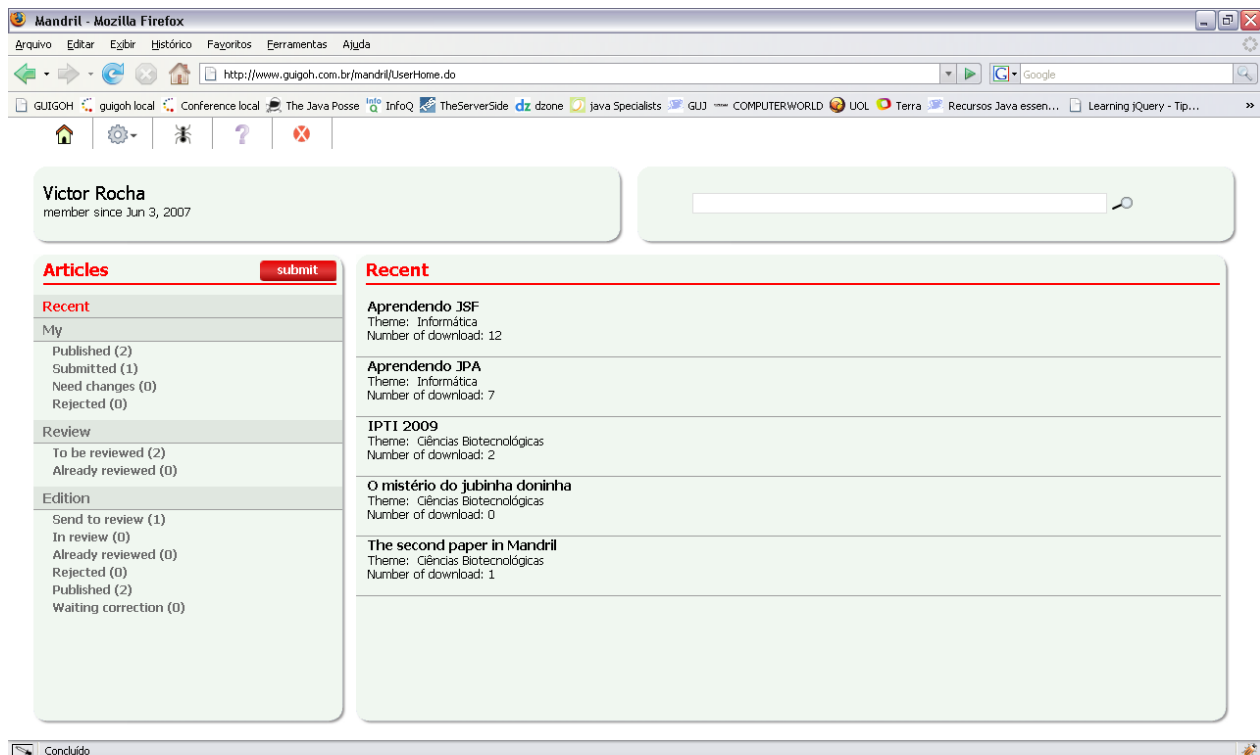 Mandril - Mozilla Firefox
Arquivo Editar Exibir Histórico Favoritos Ferramentas Ajuda
http://www.guigoh.com.br/mandril/UserHome.do
G Google
GUIGOH guigoh local Conference local The Java Posse Info Q InfoQ TheServerSide dz dzone java Specialists GUJ COMPUTERWORLD UOL Terra Recursos Java essen... Learning jQuery - Tip... »
?
Victor Rocha
member since Jun 3, 2007
Articles
submit
Recent
My
Published (2)
Submitted (1)
Need changes (0)
Rejected (0)
Review
To be reviewed (2)
Already reviewed (0)
Edition
Send to review (1)
In review (0)
Already reviewed (0)
Rejected (0)
Published (2)
Waiting correction (0)
Recent
Aprendendo JSF
Theme: Informática
Number of download: 12
Aprendendo JPA
Theme: Informática
Number of download: 7
IPTI 2009
Theme: Ciências Biotecnológicas
Number of download: 2
O mistério do jubinha doninha
Theme: Ciências Biotecnológicas
Number of download: 0
The second paper in Mandril
Theme: Ciências Biotecnológicas
Number of download: 1
Concluído